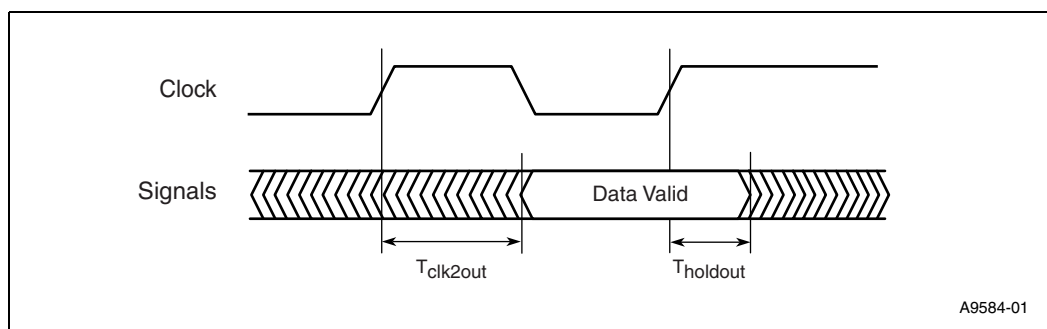 Clock
Signals
Data Valid
Tclk2out
Tholdout
A9584-01